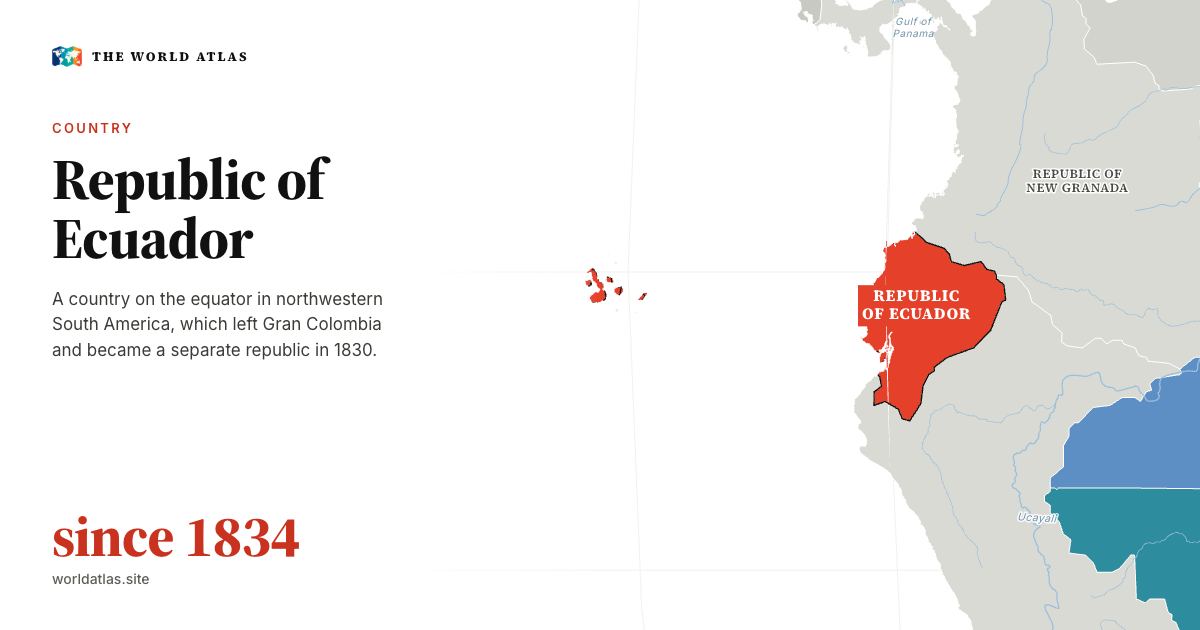 THE WORLD ATLAS
COUNTRY
Republic of
Ecuador
A country on the equator in northwestern
South America, which left Gran Colombia
and became a separate republic in 1830.
since 1834
worldatlas.site
Gulf of
Panama
REPUBLIC OF
NEW GRANADA
REPUBLIC
OF ECUADOR
Ucayali